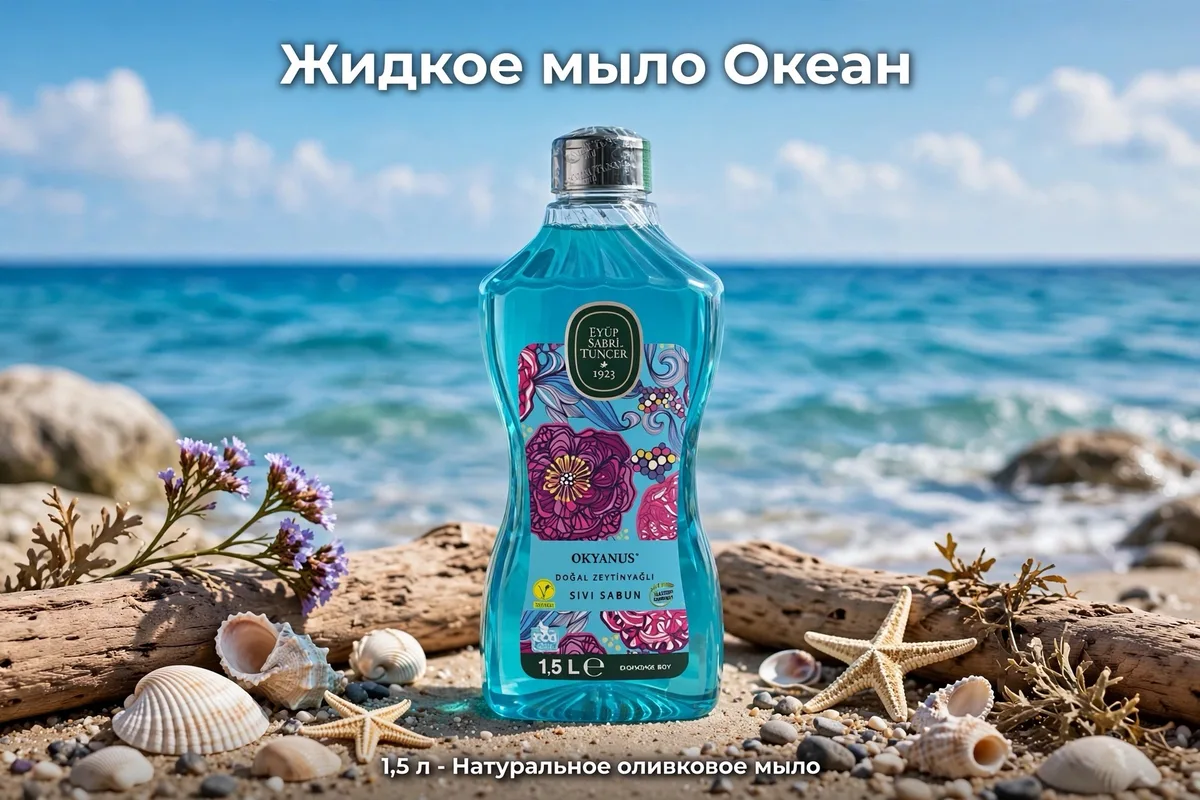 Жидкое мыло Океан
EYÜP
SABRİ
TUNCER
1923
OKYANUS
DOĞAL ZEYTİNYAĞLI
SIVI SABUN
1,5 L ℮
1,5 л - Натуральное оливковое мыло